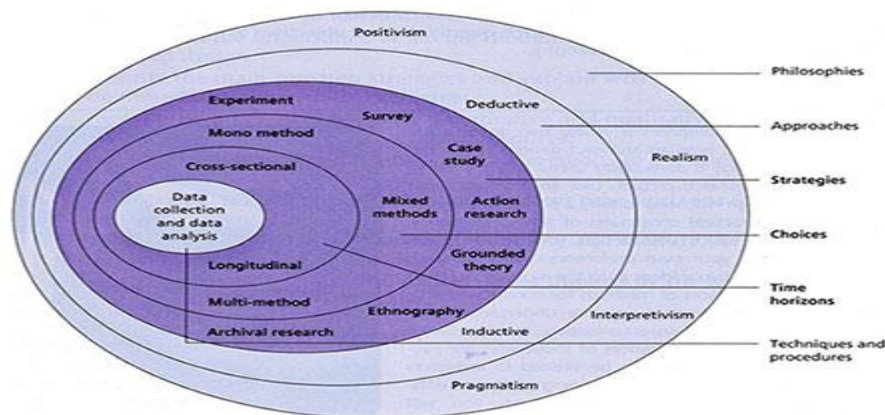 Positivism
Philosophies
Experiment
Survey
Deductive
Approaches
Mono method
Case
study
Realism
Cross-sectional
Strategies
Data
collection
and data
analysis
Mixed
methods
Action
research
Choices
Longitudinal
Grounded
theory
Time
horizons
Multi-method
Ethnography
Interpretivism
Archival research
Inductive
Techniques and
procedures
Pragmatism